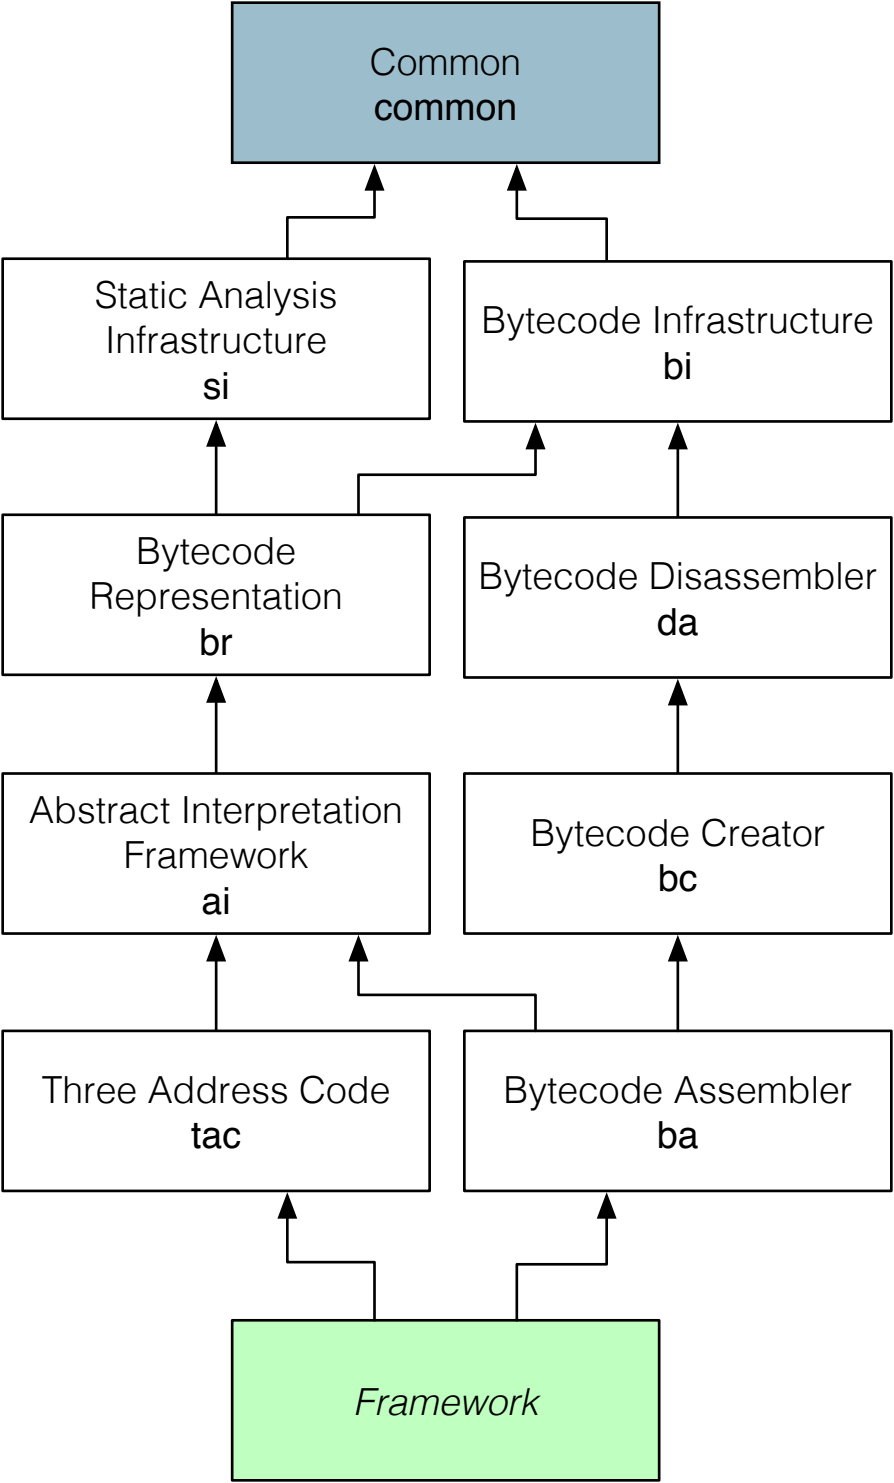 Common
common
Static Analysis
Infrastructure
si
Bytecode Infrastructure
bi
Bytecode
Representation
br
Bytecode Disassembler
da
Abstract Interpretation
Framework
ai
Bytecode Creator
bc
Three Address Code
tac
Bytecode Assembler
ba
Framework